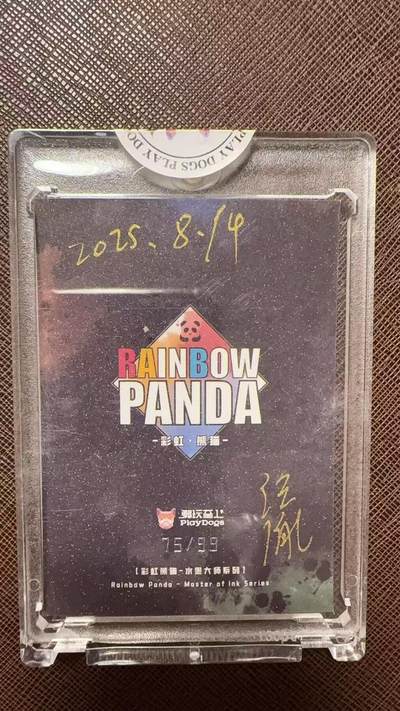 PLAY DOGS PLAY DOGS
2025.8.14
RAINBOW
PANDA
-彩虹·熊猫-
PlayDogs
75/99
【彩虹熊猫-水墨大师系列】
Rainbow Panda - Master of Ink Series